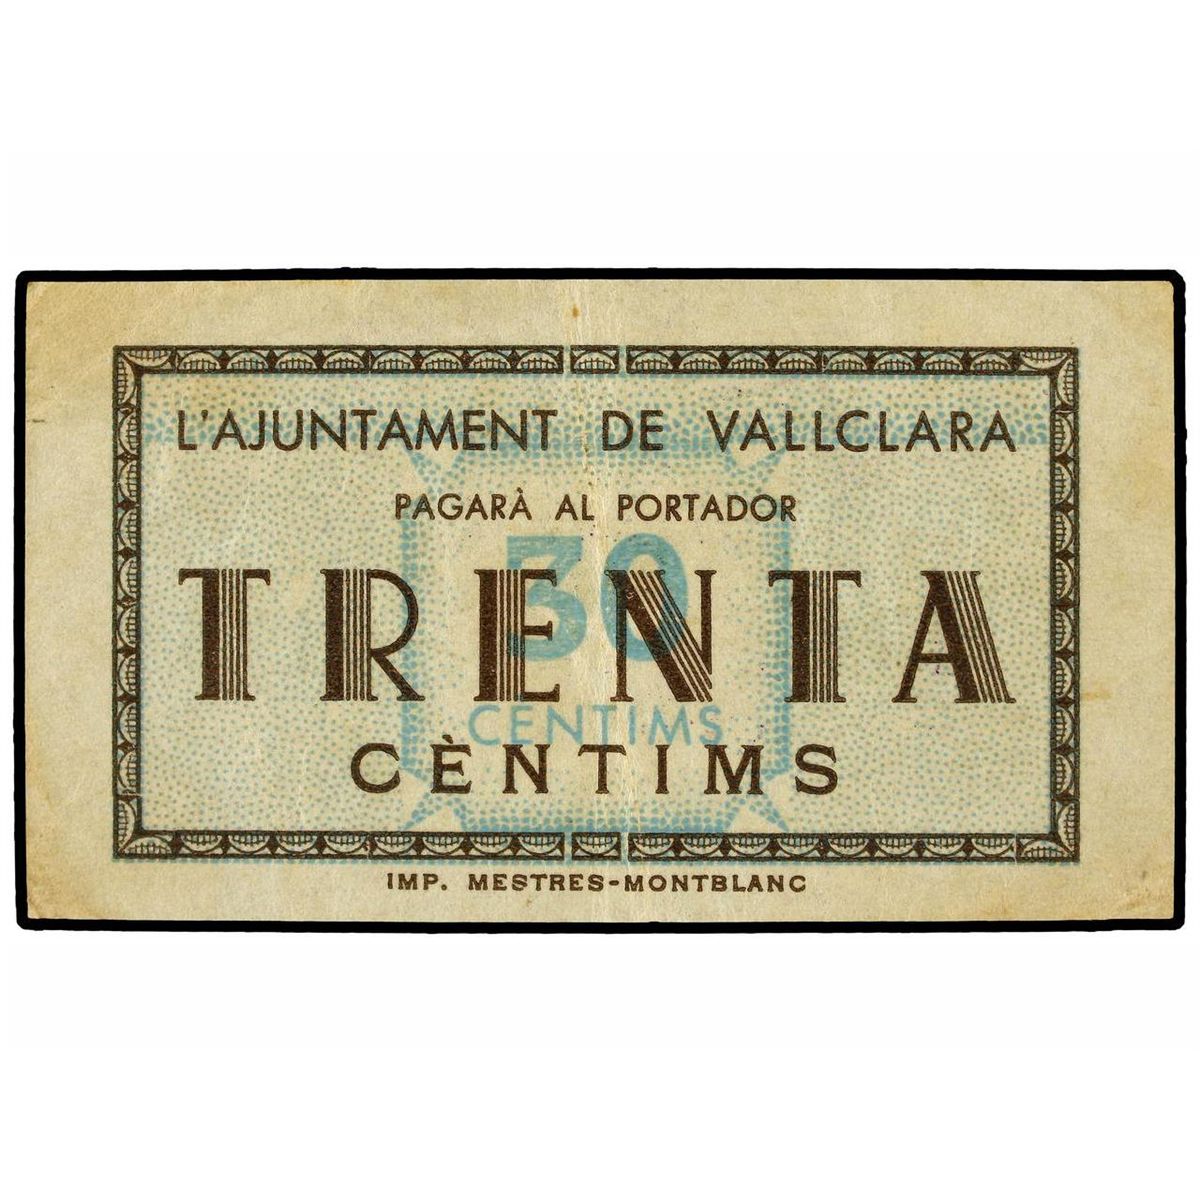 L'AJUNTAMENT DE VALLCLARA
PAGARÀ AL PORTADOR
30
TRENTA
CENTIMS
CÈNTIMS
IMP. MESTRES-MONTBLANC